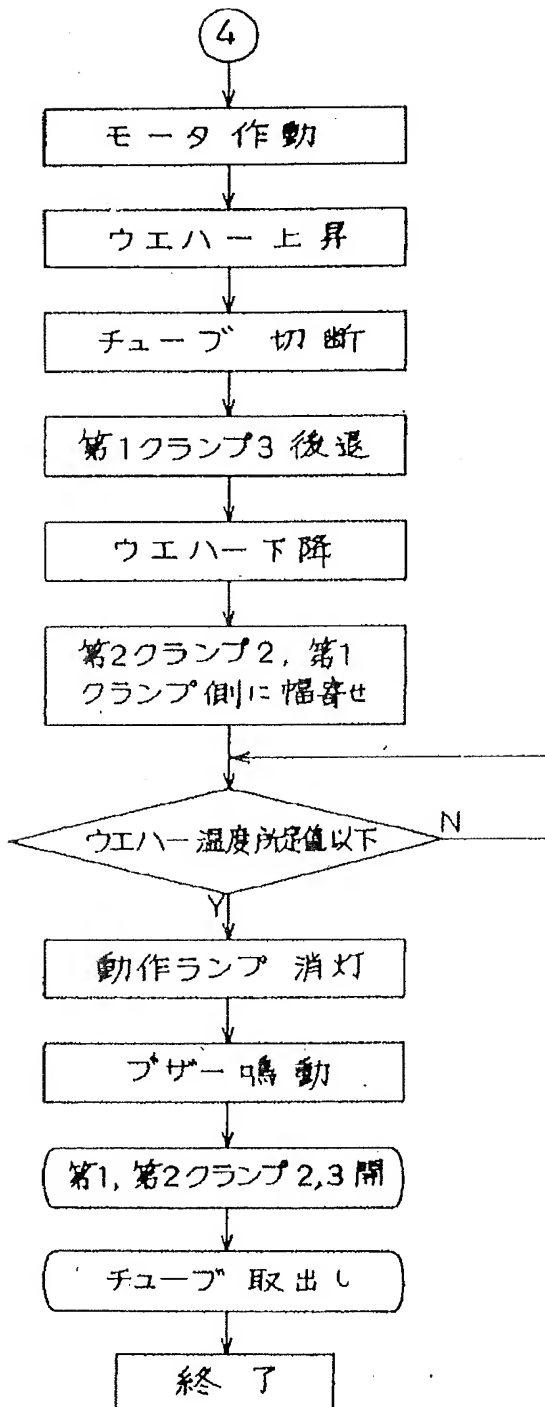 4
モータ 作動
ウエハー 上昇
チューブ 切断
第1クランプ3 後退
ウエハー 下降
第2クランプ2, 第1
クランプ側に幅寄せ
ウエハー温度所定値以下
N
Y
動作ランプ 消灯
ブザー鳴動
第1, 第2クランプ2,3開
チューブ 取出し
終了